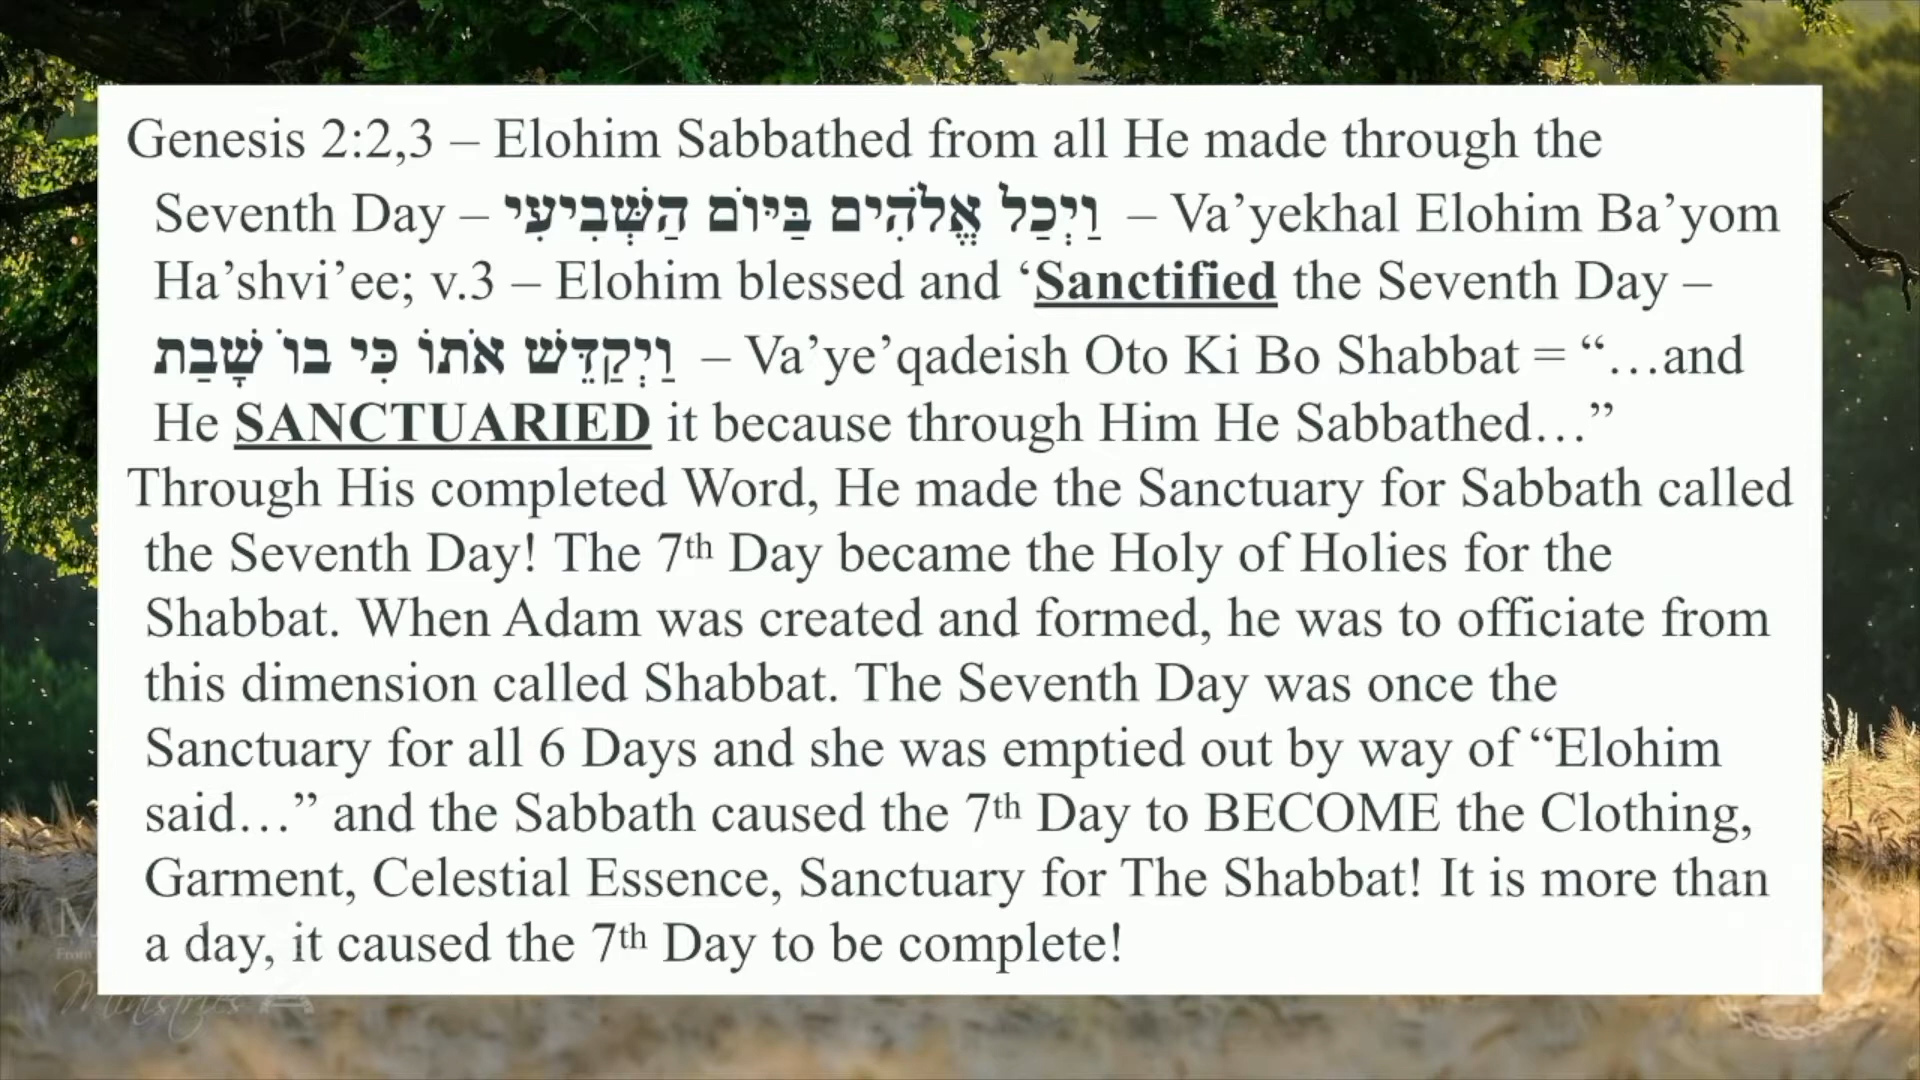 Genesis 2:2,3 – Elohim Sabbathed from all He made through the
Seventh Day – וַיְכַל אֱלֹהִים בַּיּוֹם הַשְּׁבִיעִי – Va’yekhal Elohim Ba’yom
Ha’shvi’ee; v.3 – Elohim blessed and ‘Sanctified the Seventh Day –
וַיְקַדֵּשׁ אֹתוֹ כִּי בוֹ שָׁבַת – Va’ye’qadeish Oto Ki Bo Shabbat = “…and
He SANCTUARIED it because through Him He Sabbathed…”
Through His completed Word, He made the Sanctuary for Sabbath called
the Seventh Day! The 7th Day became the Holy of Holies for the
Shabbat. When Adam was created and formed, he was to officiate from
this dimension called Shabbat. The Seventh Day was once the
Sanctuary for all 6 Days and she was emptied out by way of “Elohim
said…” and the Sabbath caused the 7th Day to BECOME the Clothing,
Garment, Celestial Essence, Sanctuary for The Shabbat! It is more than
a day, it caused the 7th Day to be complete!
Ministries